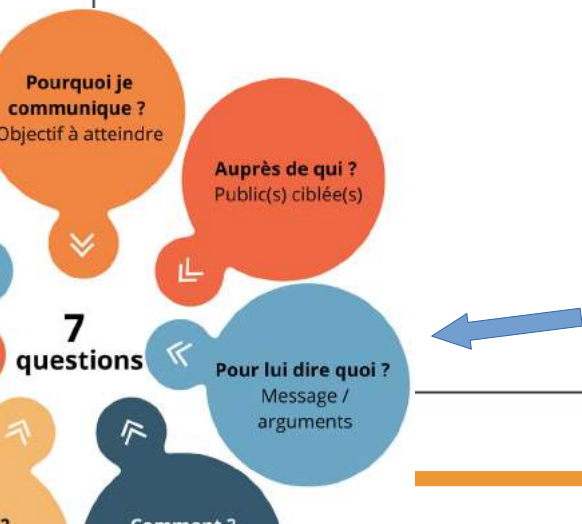 Pourquoi je
communique ?
Objectif à atteindre
Auprès de qui ?
Public(s) ciblée(s)
7
questions
Pour lui dire quoi ?
Message /
arguments
?
Comment ?